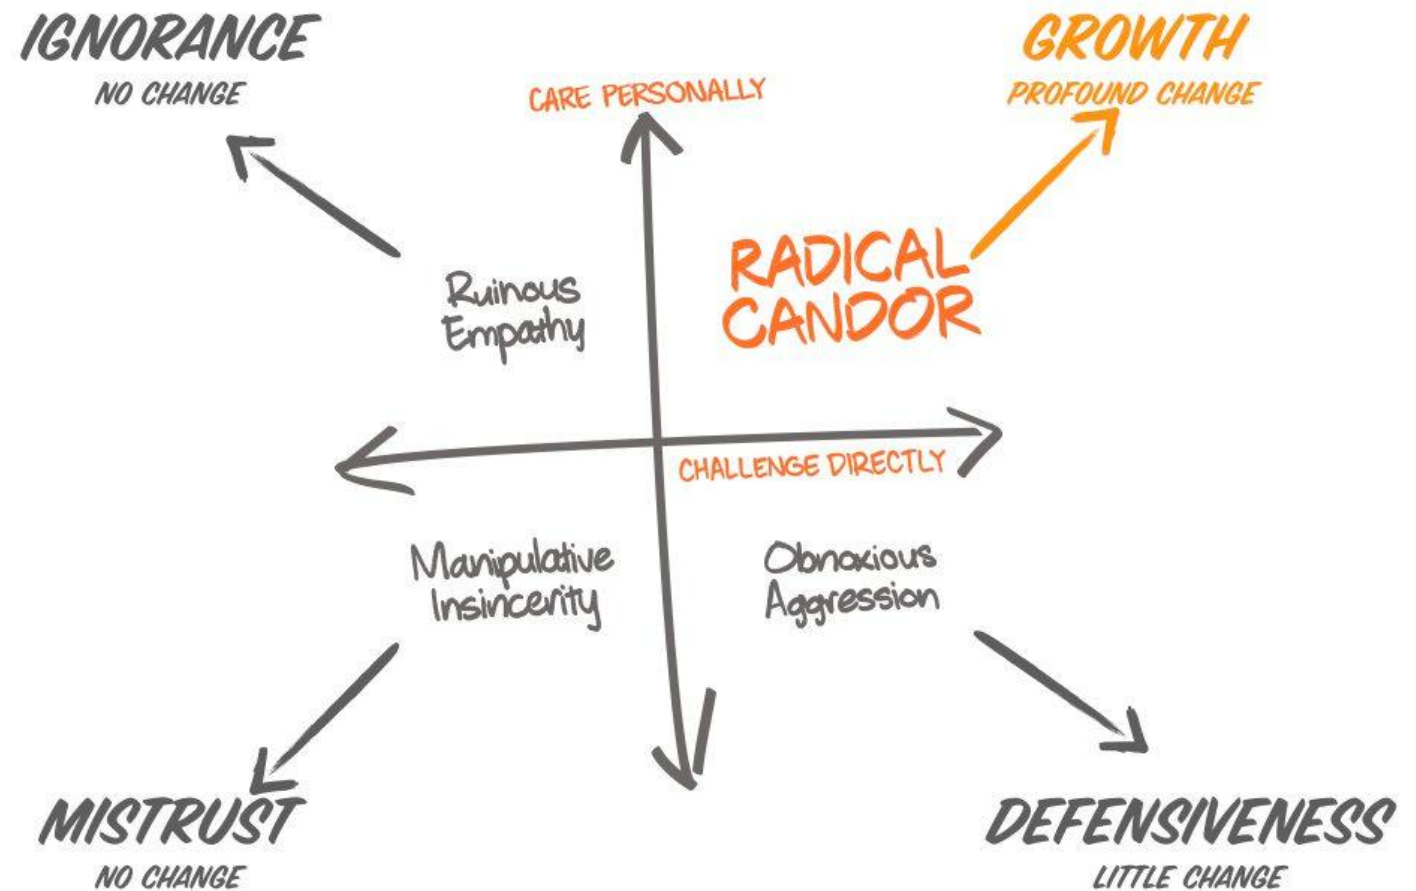 IGNORANCE
NO CHANGE
GROWTH
PROFOUND CHANGE
CARE PERSONALLY
Ruinous
Empathy
RADICAL
CANDOR
CHALLENGE DIRECTLY
Manipulative
Insincerity
Obnoxious
Aggression
MISTRUST
NO CHANGE
DEFENSIVENESS
LITTLE CHANGE